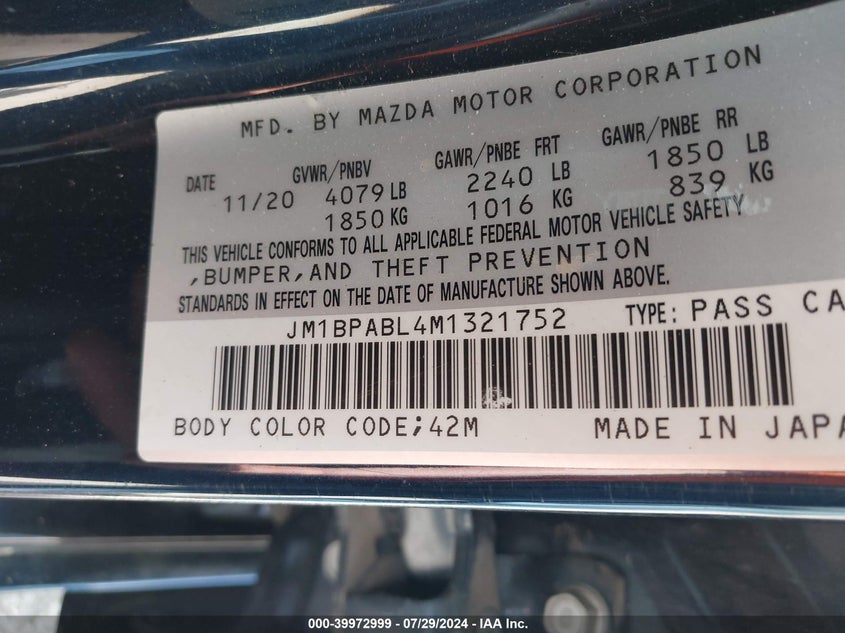 MFD. BY MAZDA MOTOR CORPORATION
DATE GVWR/PNBV GAWR/PNBE FRT GAWR/PNBE RR
11/20 4079 LB 2240 LB 1850 LB
1850 KG 1016 KG 839 KG
THIS VEHICLE CONFORMS TO ALL APPLICABLE FEDERAL MOTOR VEHICLE SAFETY
,BUMPER,AND THEFT PREVENTION
STANDARDS IN EFFECT ON THE DATE OF MANUFACTURE SHOWN ABOVE.
JM1BPABL4M1321752 TYPE: PASS CA
BODY COLOR CODE;42M MADE IN JAPA
000-39972999 | 07/29/2024 - IAA Inc.